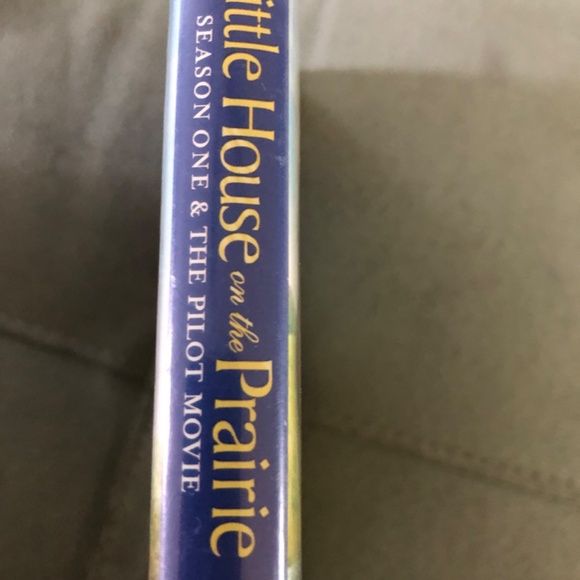 ittle House on the Prairie
SEASON ONE & THE PILOT MOVIE